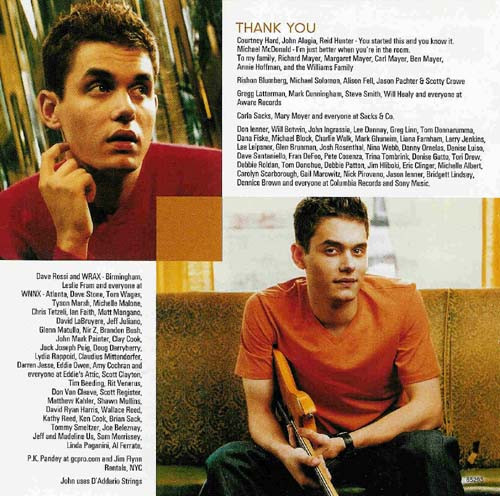 THANK YOU
Courtney Hard, John Alagia, Reid Hunter - You started this and you know it.
Michael McDonald - I'm just better when you're in the room.
To my family, Richard Mayer, Margaret Mayer, Carl Mayer, Ben Mayer,
Annie Hoffman, and the Williams Family
Rishon Blumberg, Michael Solomon, Alison Fell, Jason Pachter & Scotty Crowe
Gregg Latterman, Mark Cunningham, Steve Smith, Will Healy and everyone at
Aware Records
Carla Sacks, Mary Moyer and everyone at Sacks & Co.
Don Ienner, Will Botwin, John Ingrassia, Lee Dannay, Greg Linn, Tom Donnarumma,
Dana Fiske, Michael Block, Charlie Walk, Mark Ghuneim, Liana Farnham, Larry Jenkins,
Lee Leipsner, Glen Brunman, Josh Rosenthal, Nina Webb, Danny Ornelas, Denise Luiso,
Dave Santaniello, Fran DeFeo, Pete Cosenza, Trina Tombrink, Denise Gatto, Tori Drew,
Debbie Roldan, Tom Donohue, Debbie Patton, Jim Hliboki, Eric Clinger, Michelle Albert,
Carolyn Scarborough, Gail Marowitz, Nick Pirovano, Jason Ienner, Bridgett Lindsey,
Dennice Brown and everyone at Columbia Records and Sony Music.
Dave Rossi and WRAX - Birmingham,
Leslie Fram and everyone at
WNNX - Atlanta, Dave Stone, Tom Wages,
Tyson Marsh, Michelle Malone,
Chris Tetzeli, Ian Faith, Matt Mangano,
David LaBruyere, Jeff Juliano,
Glenn Matullo, Nir Z, Brandon Bush,
John Mark Painter, Clay Cook,
Jack Joseph Puig, Doug Dierryberry,
Lydia Rappoid, Claudius Mittendorfer,
Darren Jesse, Eddie Owen, Amy Cochran and
everyone at Eddie's Attic, Scott Clayton,
Tim Beeding, Rit Venerus,
Don Van Cleave, Scott Register,
Matthew Kahler, Shawn Mullins,
David Ryan Harris, Wallace Reed,
Kathy Reed, Ken Cook, Brian Sack,
Tommy Smeltzer, Joe Beleznay,
Jeff and Madeline Us, Sam Morrissey,
Linda Paganini, Al Ferrate,
P.K. Pandey at gcpro.com and Jim Flynn
Rentals, NYC
John uses D'Addario Strings